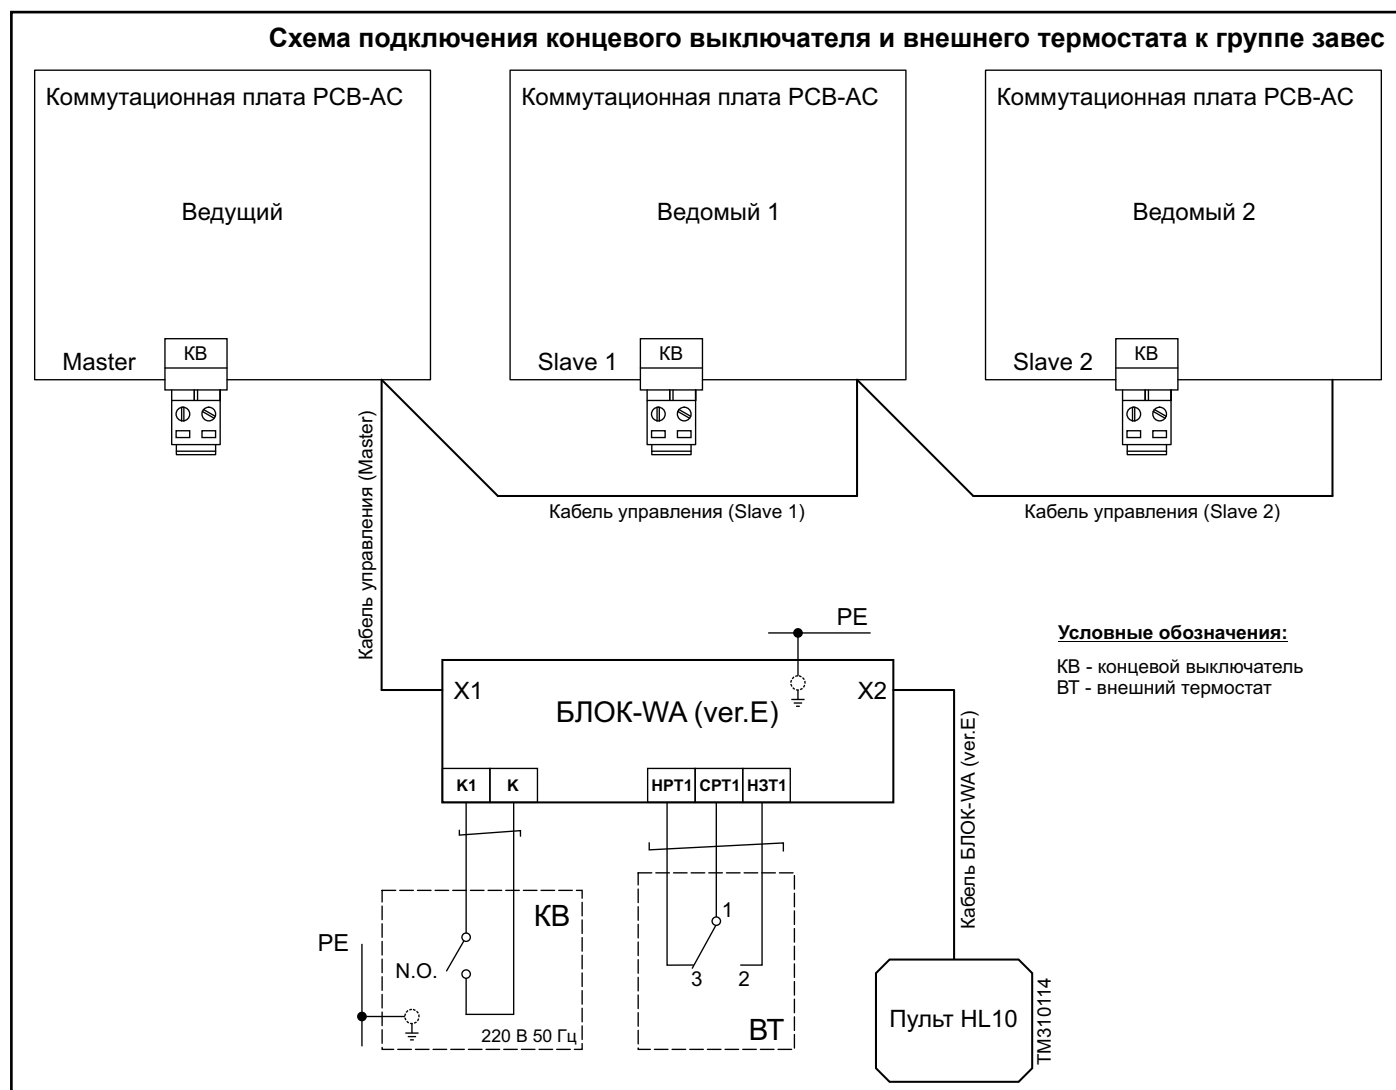 Схема подключения концевого выключателя и внешнего термостата к группе завес
Коммутационная плата PCB-AC
Ведущий
Master
КВ
Коммутационная плата PCB-AC
Ведомый 1
Slave 1
КВ
Коммутационная плата PCB-AC
Ведомый 2
Slave 2
КВ
Кабель управления (Master)
Кабель управления (Slave 1)
Кабель управления (Slave 2)
PE
Условные обозначения:
КВ - концевой выключатель
ВТ - внешний термостат
X1
X2
БЛОК-WA (ver.E)
K1
K
НРТ1
СРТ1
НЗТ1
Кабель БЛОК-WA (ver.E)
КВ
PE
N.O.
220 В 50 Гц
1
3
2
ВТ
Пульт HL10
TM310114